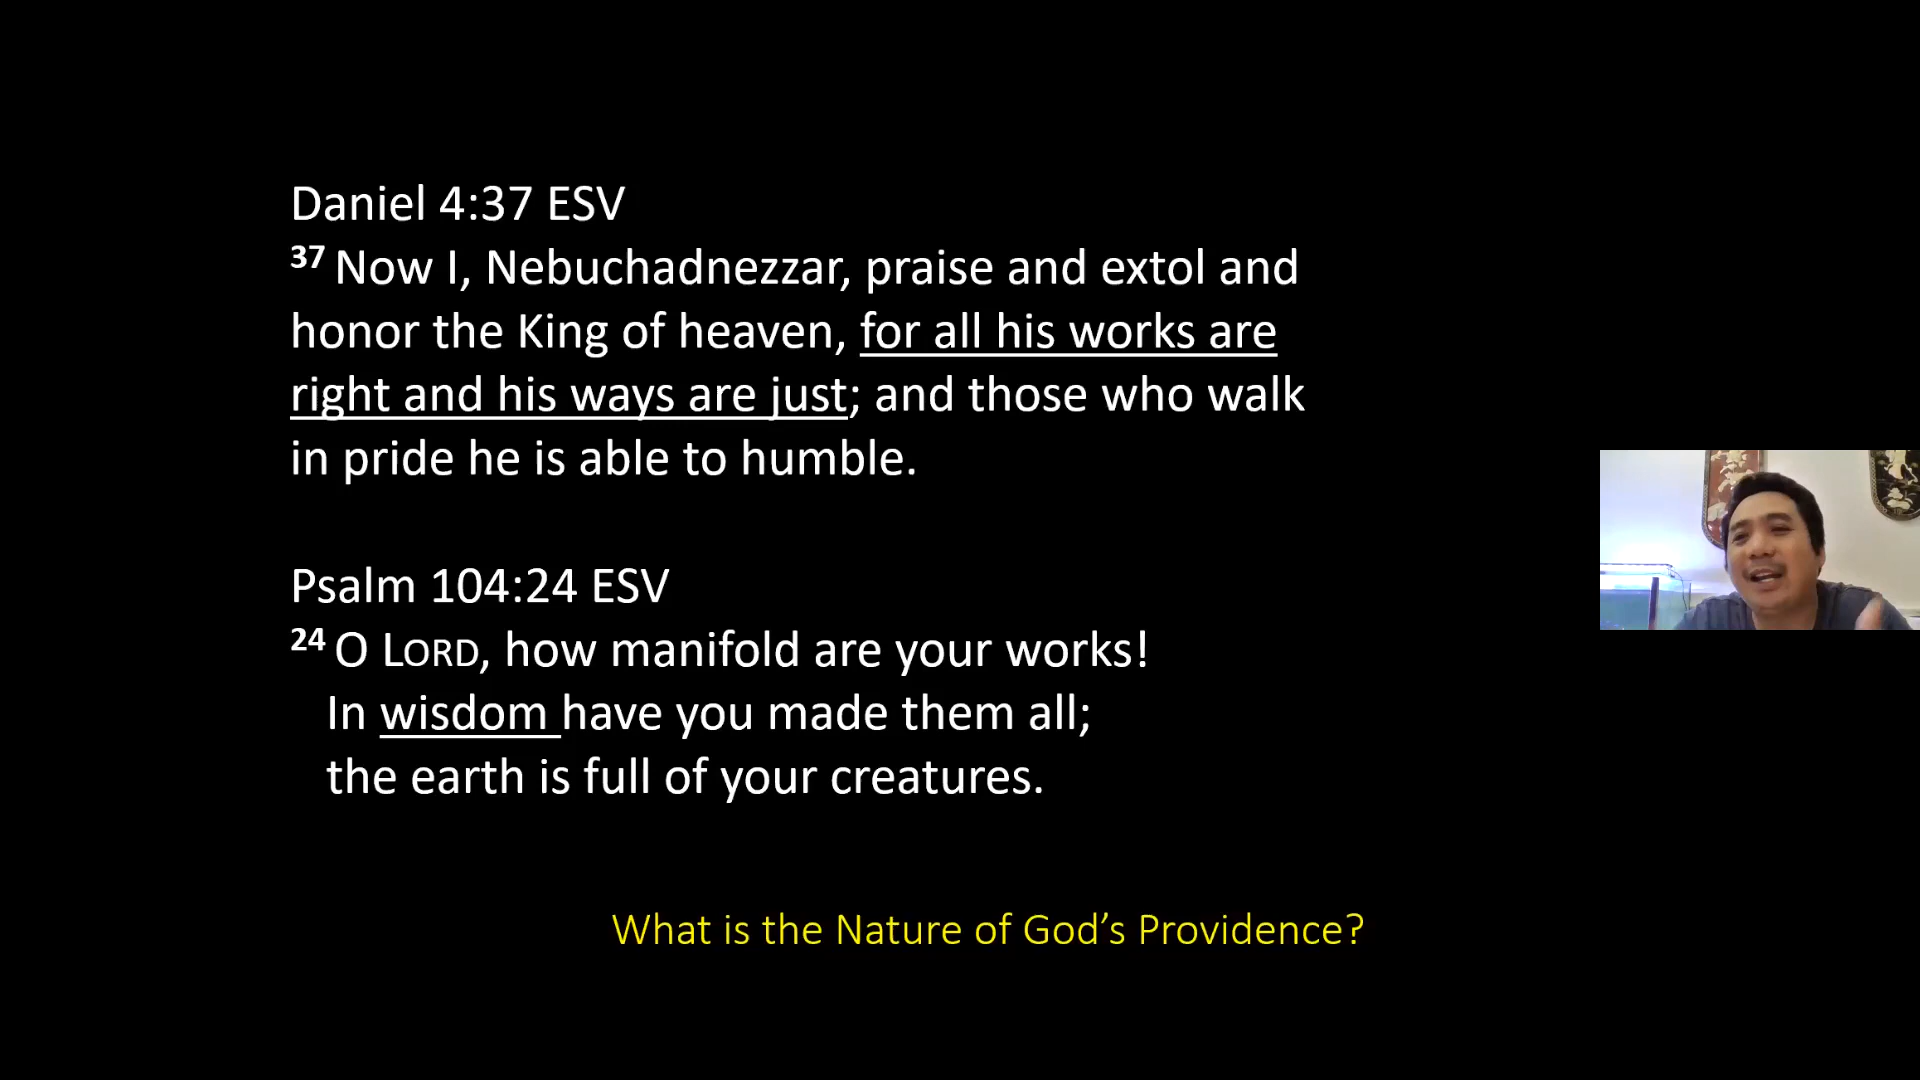 Daniel 4:37 ESV
37 Now I, Nebuchadnezzar, praise and extol and
honor the King of heaven, for all his works are
right and his ways are just; and those who walk
in pride he is able to humble.
Psalm 104:24 ESV
24 O LORD, how manifold are your works!
In wisdom have you made them all;
the earth is full of your creatures.
What is the Nature of God’s Providence?